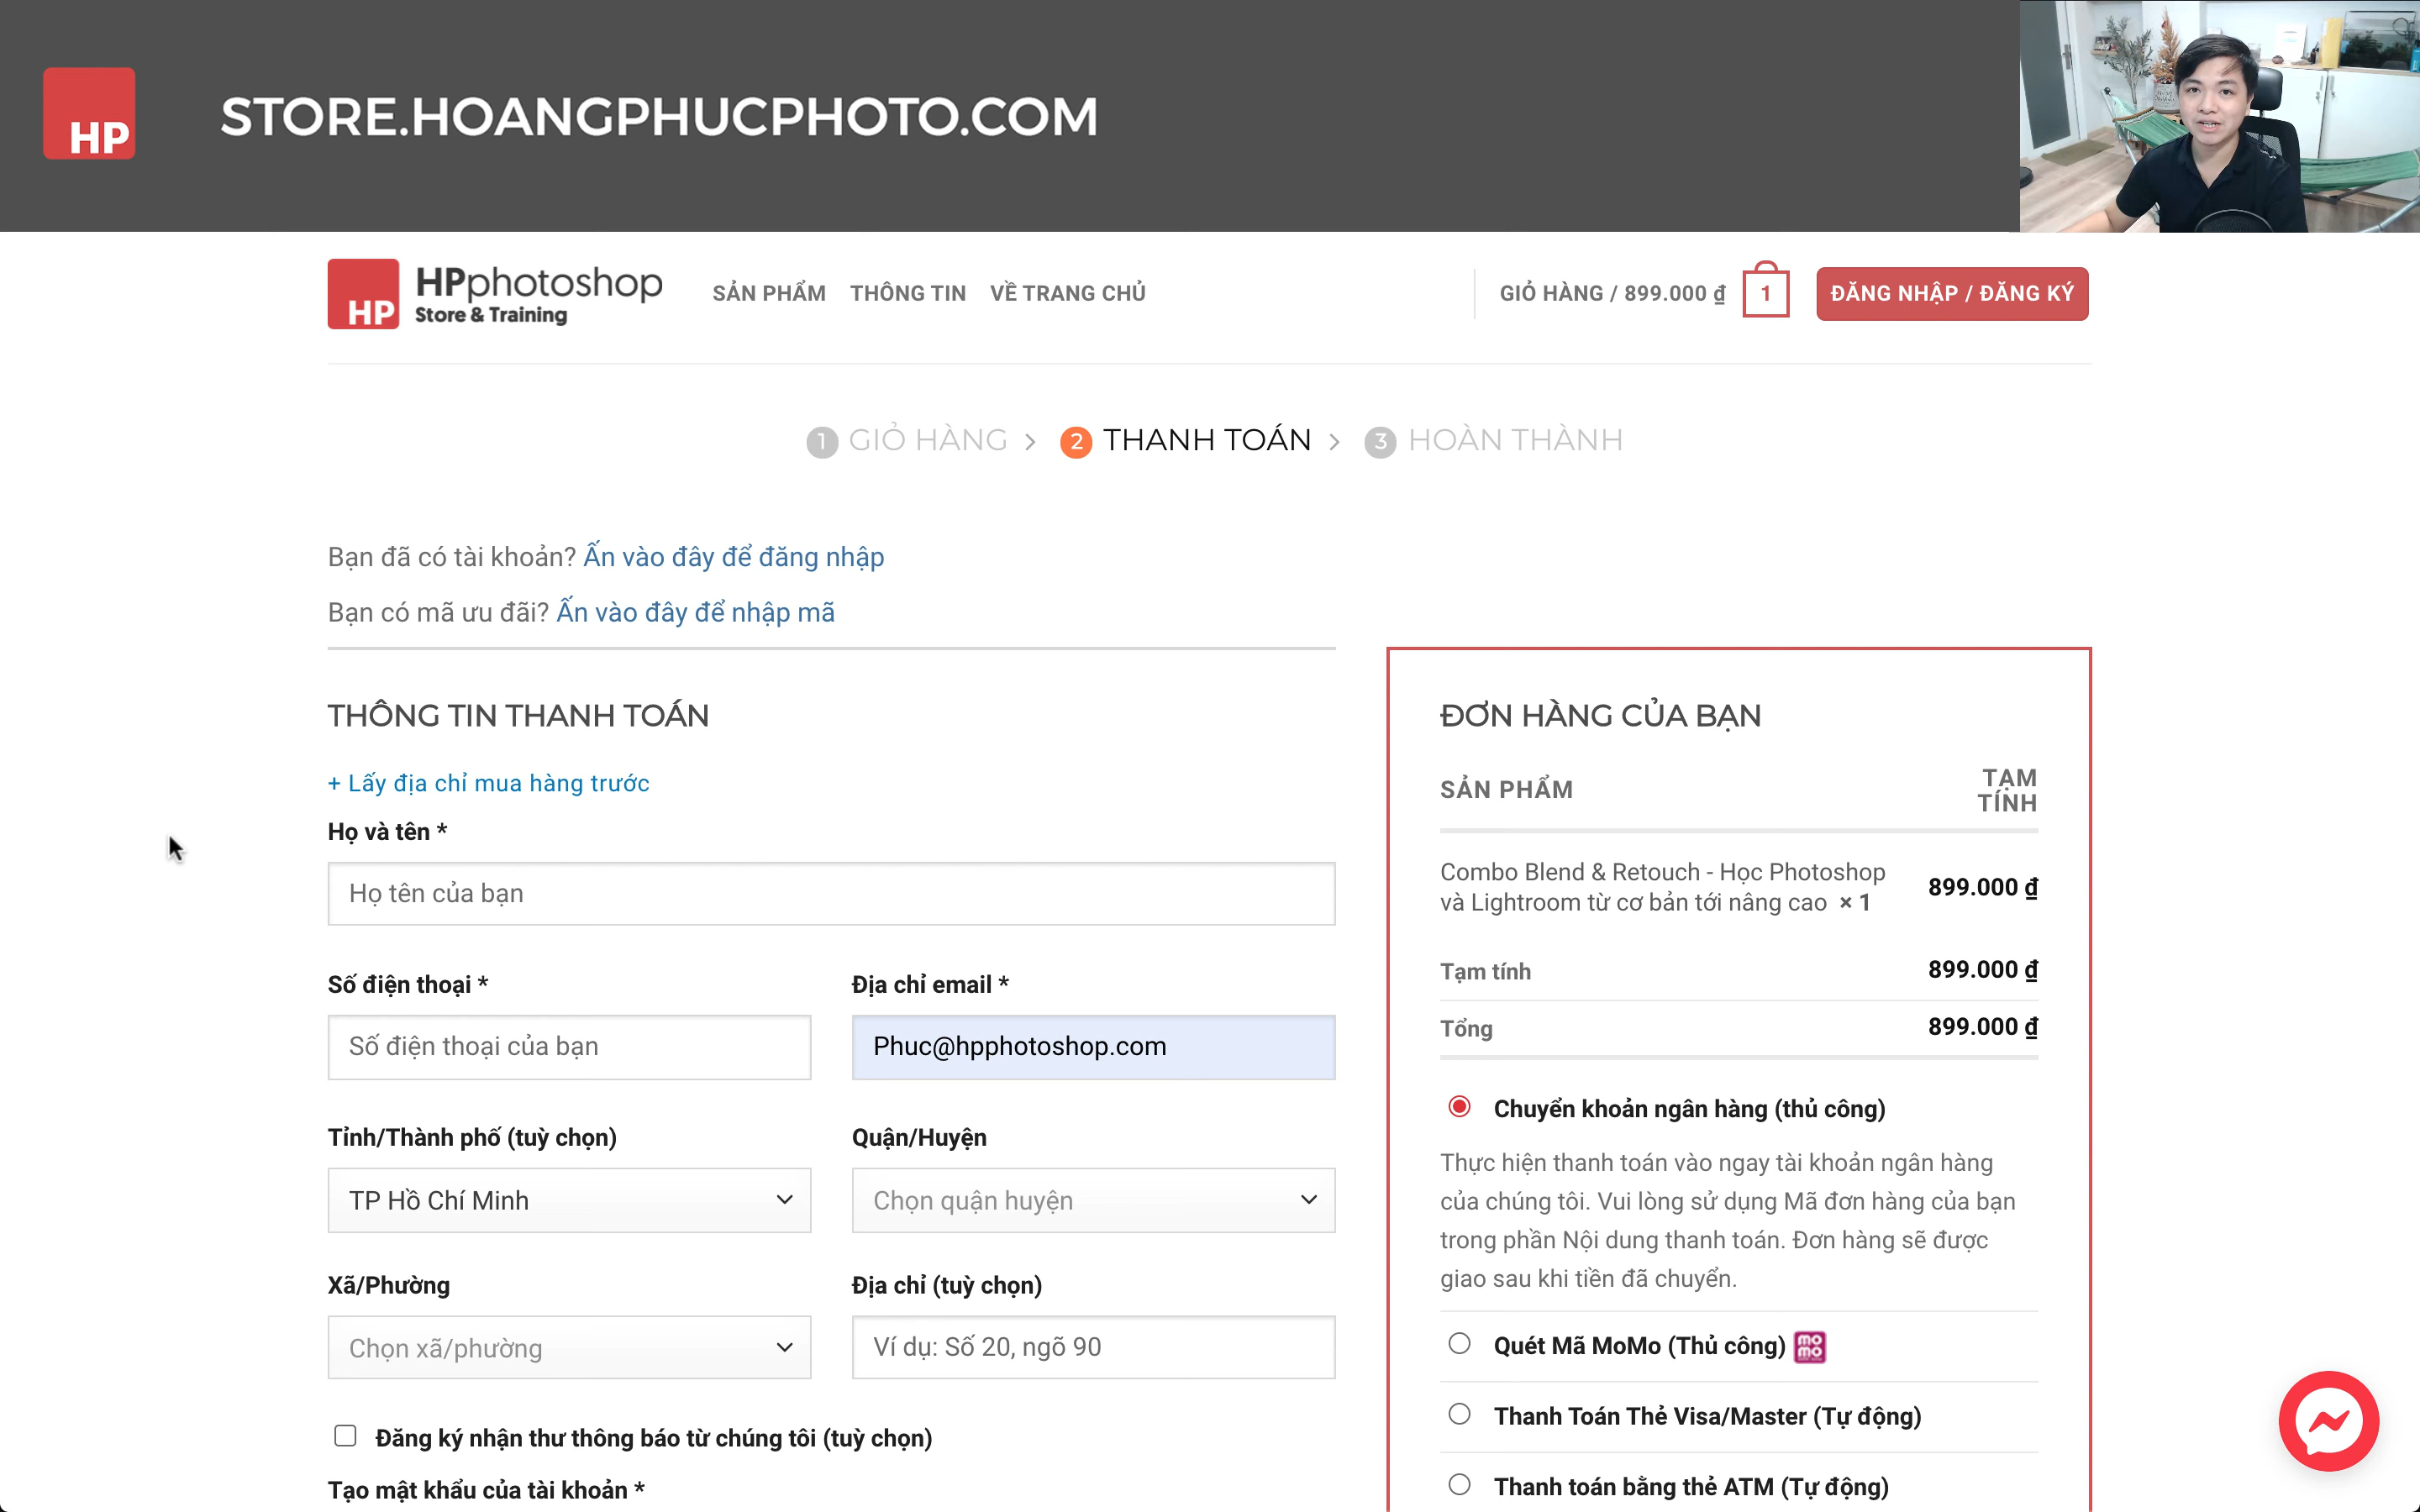 HP
STORE.HOANGPHUCPHOTO.COM
HP
HPphotoshop
Store & Training
SẢN PHẨM
THÔNG TIN
VỀ TRANG CHỦ
GIỎ HÀNG / 899.000 ₫
1
ĐĂNG NHẬP / ĐĂNG KÝ
1 GIỎ HÀNG
2 THANH TOÁN
3 HOÀN THÀNH
Bạn đã có tài khoản? Ấn vào đây để đăng nhập
Bạn có mã ưu đãi? Ấn vào đây để nhập mã
THÔNG TIN THANH TOÁN
+ Lấy địa chỉ mua hàng trước
Họ và tên *
Họ tên của bạn
Số điện thoại *
Số điện thoại của bạn
Địa chỉ email *
Phuc@hpphotoshop.com
Tỉnh/Thành phố (tuỳ chọn)
TP Hồ Chí Minh
Quận/Huyện
Chọn quận huyện
Xã/Phường
Chọn xã/phường
Địa chỉ (tuỳ chọn)
Ví dụ: Số 20, ngõ 90
Đăng ký nhận thư thông báo từ chúng tôi (tuỳ chọn)
Tạo mật khẩu của tài khoản *
ĐƠN HÀNG CỦA BẠN
SẢN PHẨM
TẠM
TÍNH
Combo Blend & Retouch - Học Photoshop
và Lightroom từ cơ bản tới nâng cao × 1
899.000 ₫
Tạm tính
899.000 ₫
Tổng
899.000 ₫
Chuyển khoản ngân hàng (thủ công)
Thực hiện thanh toán vào ngay tài khoản ngân hàng
của chúng tôi. Vui lòng sử dụng Mã đơn hàng của bạn
trong phần Nội dung thanh toán. Đơn hàng sẽ được
giao sau khi tiền đã chuyển.
Quét Mã MoMo (Thủ công)
mo
mo
Thanh Toán Thẻ Visa/Master (Tự động)
Thanh toán bằng thẻ ATM (Tự động)